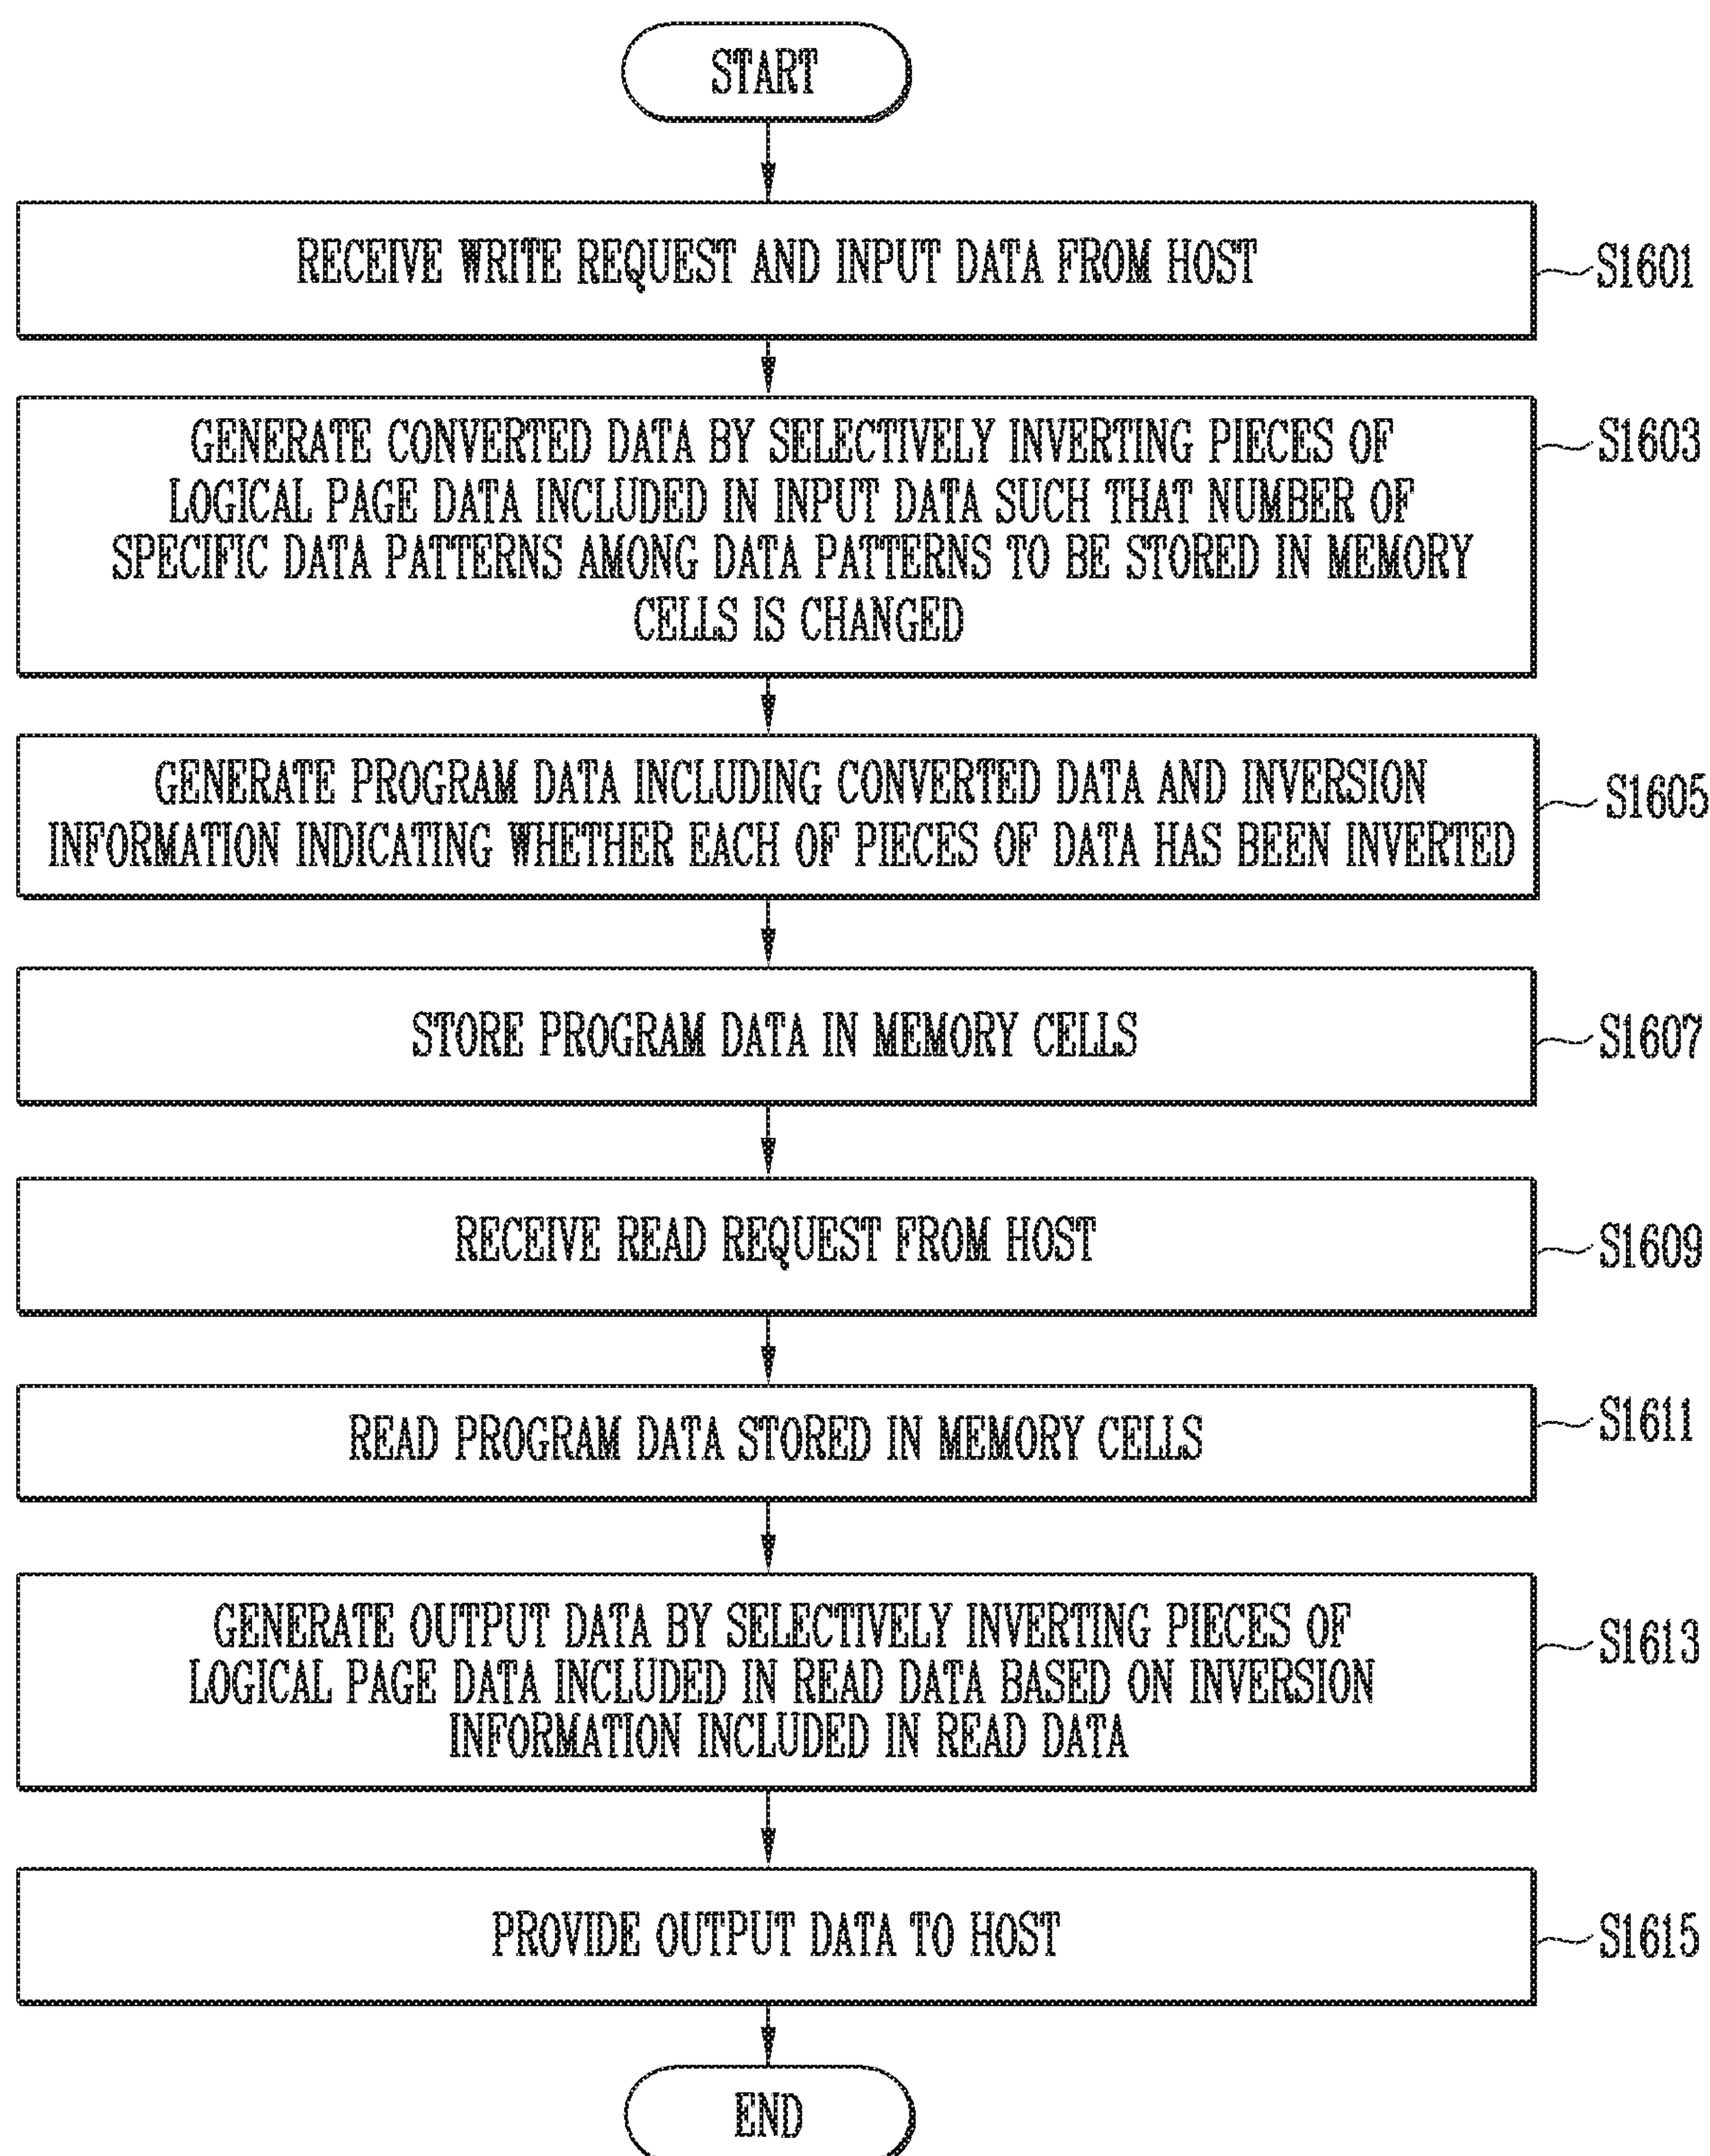 START
RECEIVE WRITE REQUEST AND INPUT DATA FROM HOST
S1601
GENERATE CONVERTED DATA BY SELECTIVELY INVERTING PIECES OF
LOGICAL PAGE DATA INCLUDED IN INPUT DATA SUCH THAT NUMBER OF
SPECIFIC DATA PATTERNS AMONG DATA PATTERNS TO BE STORED IN MEMORY
CELLS IS CHANGED
S1603
GENERATE PROGRAM DATA INCLUDING CONVERTED DATA AND INVERSION
INFORMATION INDICATING WHETHER EACH OF PIECES OF DATA HAS BEEN INVERTED
S1605
STORE PROGRAM DATA IN MEMORY CELLS
S1607
RECEIVE READ REQUEST FROM HOST
S1609
READ PROGRAM DATA STORED IN MEMORY CELLS
S1611
GENERATE OUTPUT DATA BY SELECTIVELY INVERTING PIECES OF
LOGICAL PAGE DATA INCLUDED IN READ DATA BASED ON INVERSION
INFORMATION INCLUDED IN READ DATA
S1613
PROVIDE OUTPUT DATA TO HOST
S1615
END